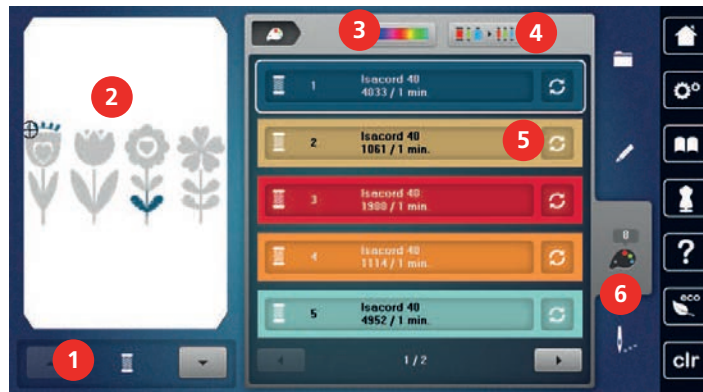 3
4
2
1
Isacord 40
4033 / 1 min.
2
Isacord 40
1061 / 1 min.
5
3
Isacord 40
1980 / 1 min.
4
Isacord 40
1114 / 1 min.
5
Isacord 40
4952 / 1 min.
8
6
1
1/2
?
eco
clr